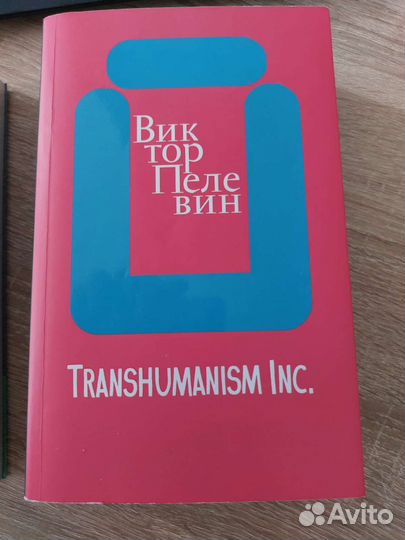 Вик
тор
Пеле
вин
TRANSHUMANISM INC.
Avito